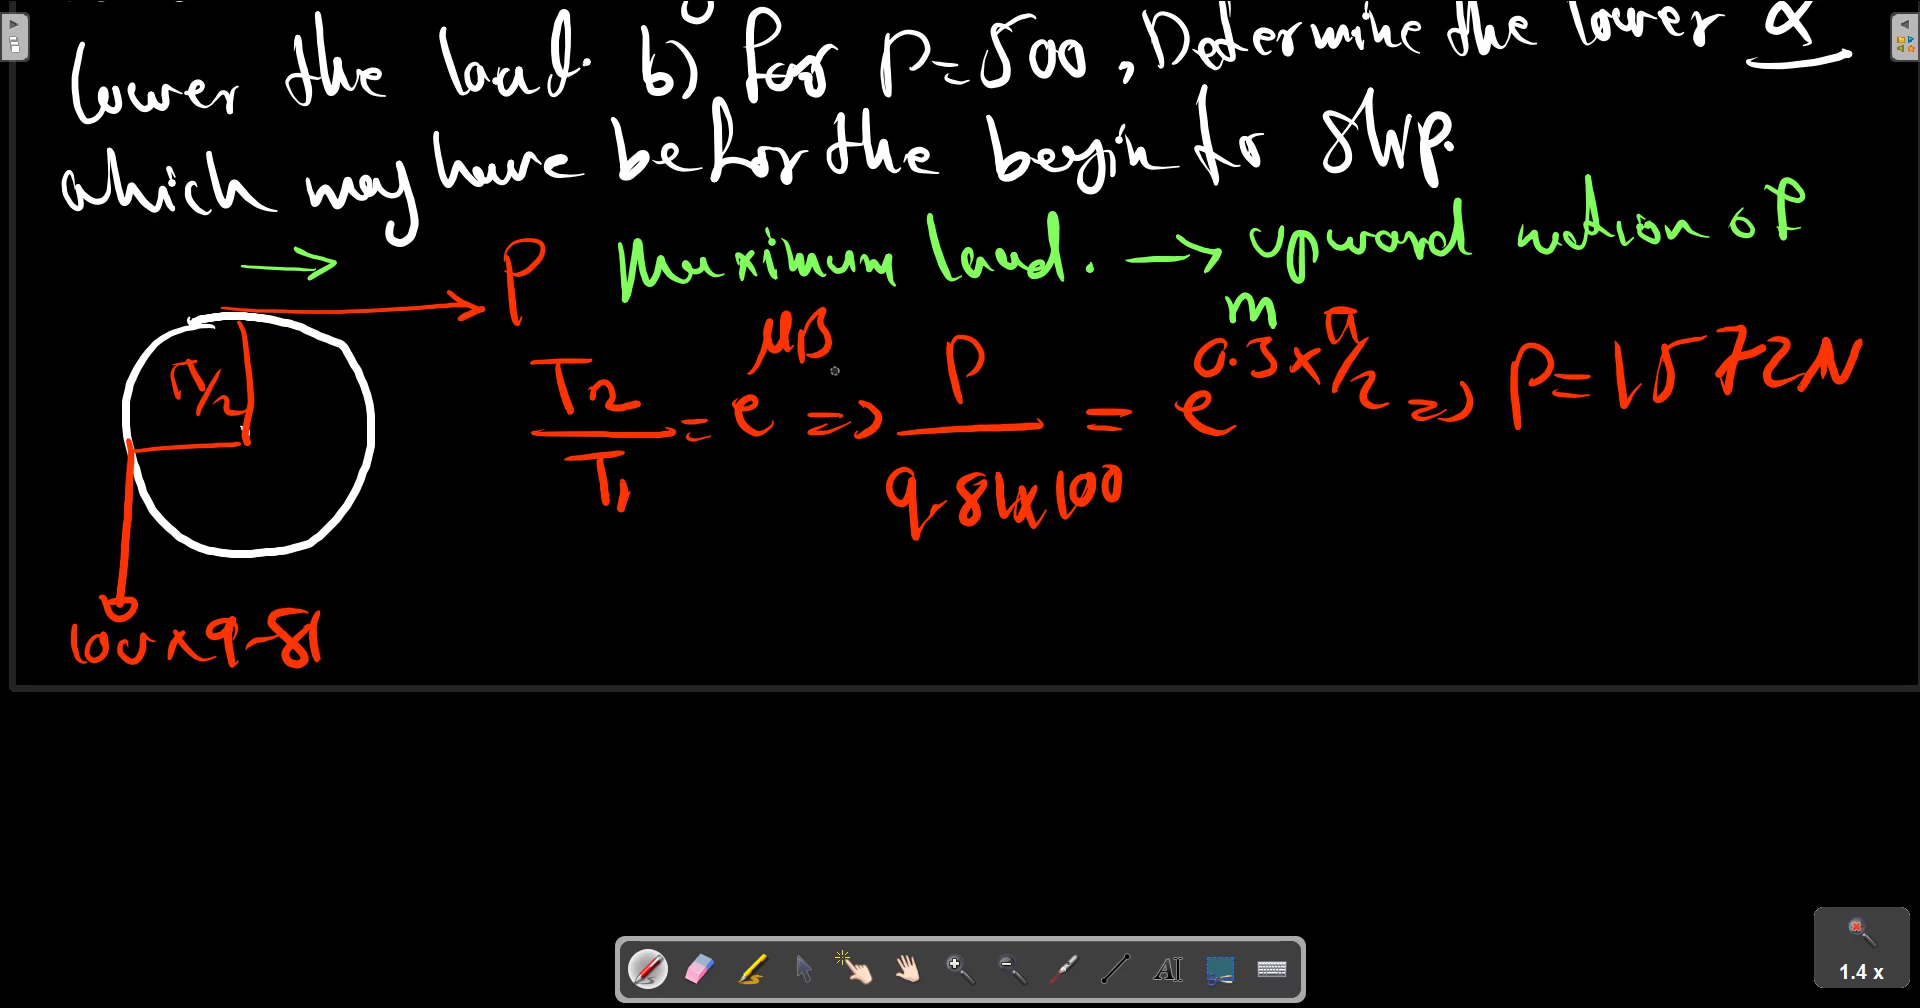 lower the load. b) for P=500, Determine the lower α
which may have before the begin to slip.
Maximum load. → upward motion of P
P
m
π/2
T2/T1 = e^μβ => P/9.81x100 = e^0.3xπ/2 => P=1572N
100x9.81
1.4 x